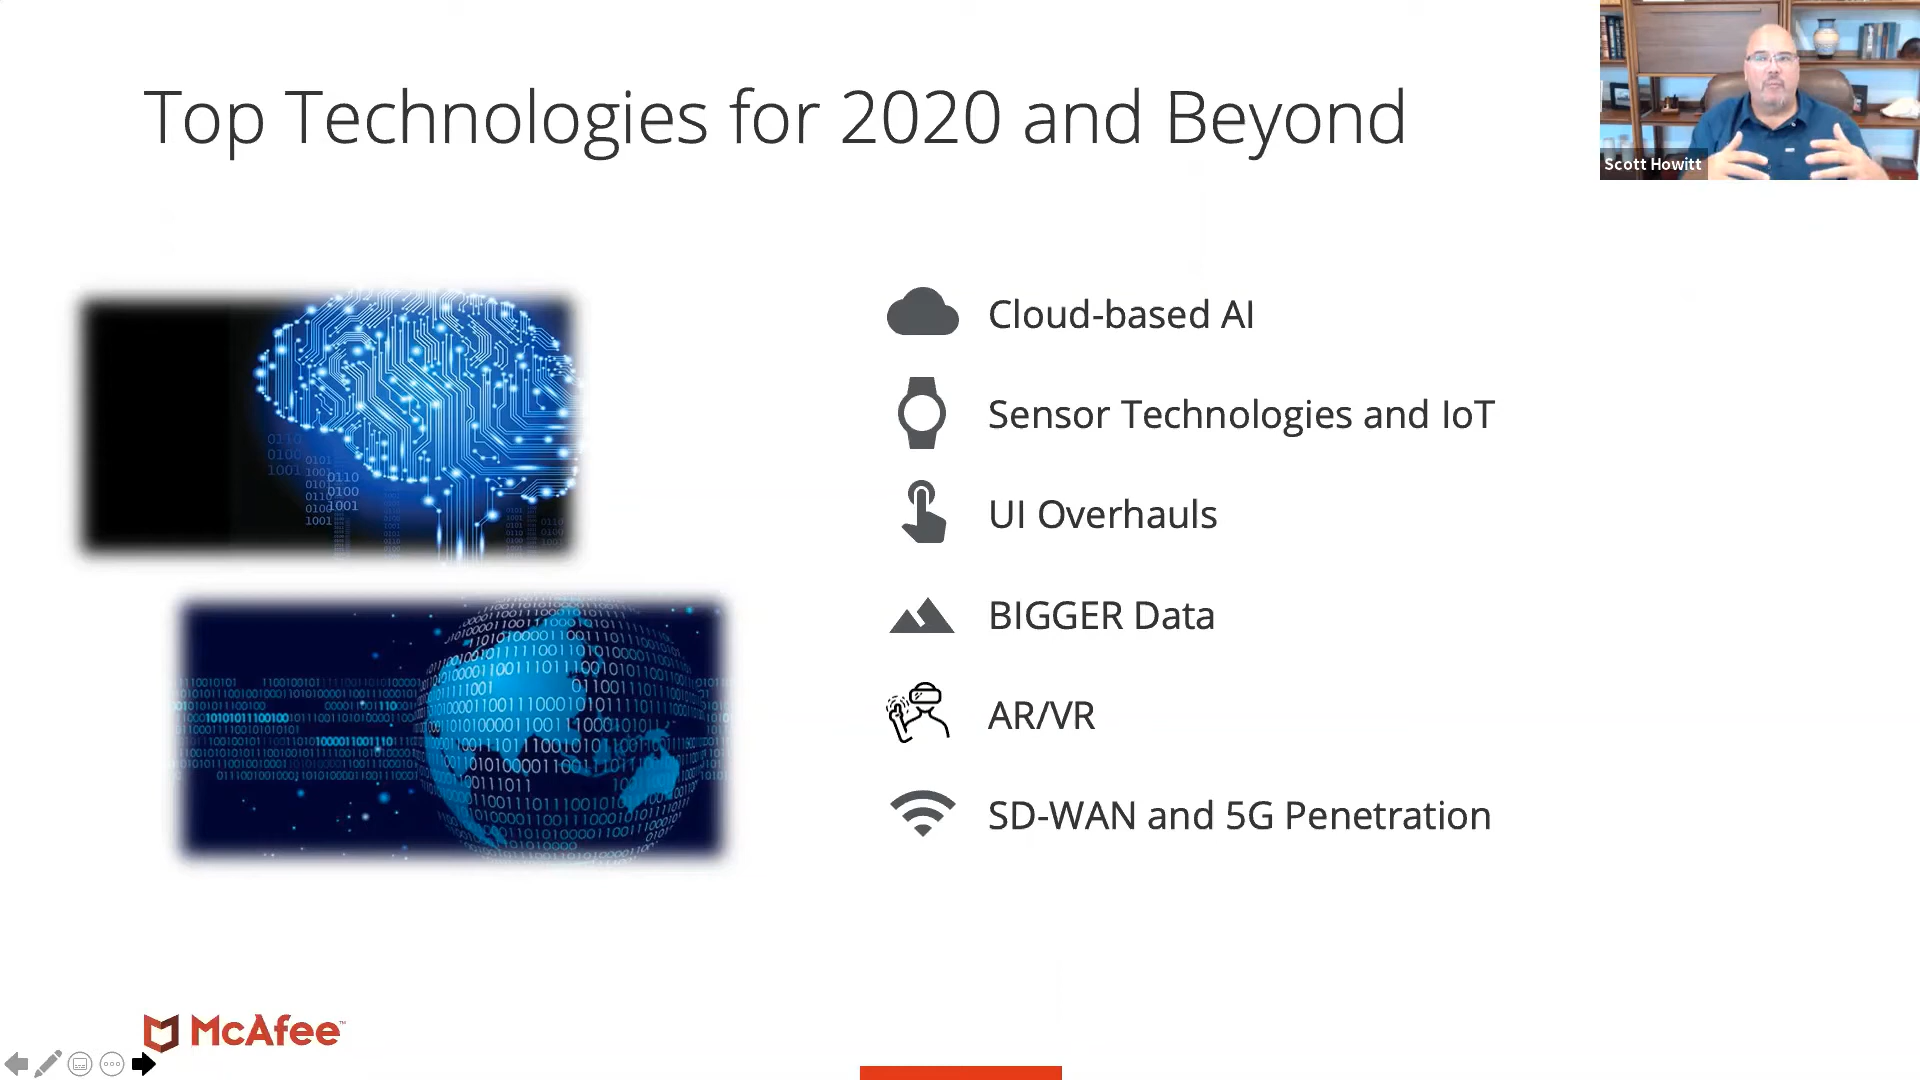 Top Technologies for 2020 and Beyond
Scott Howitt
Cloud-based AI
Sensor Technologies and IoT
UI Overhauls
BIGGER Data
AR/VR
SD-WAN and 5G Penetration
McAfee™